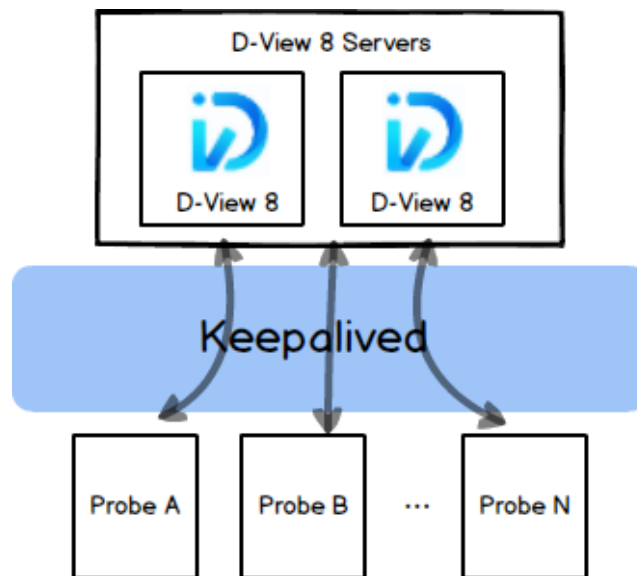 D-View 8 Servers
D-View 8 D-View 8
Keepalived
Probe A Probe B ... Probe N